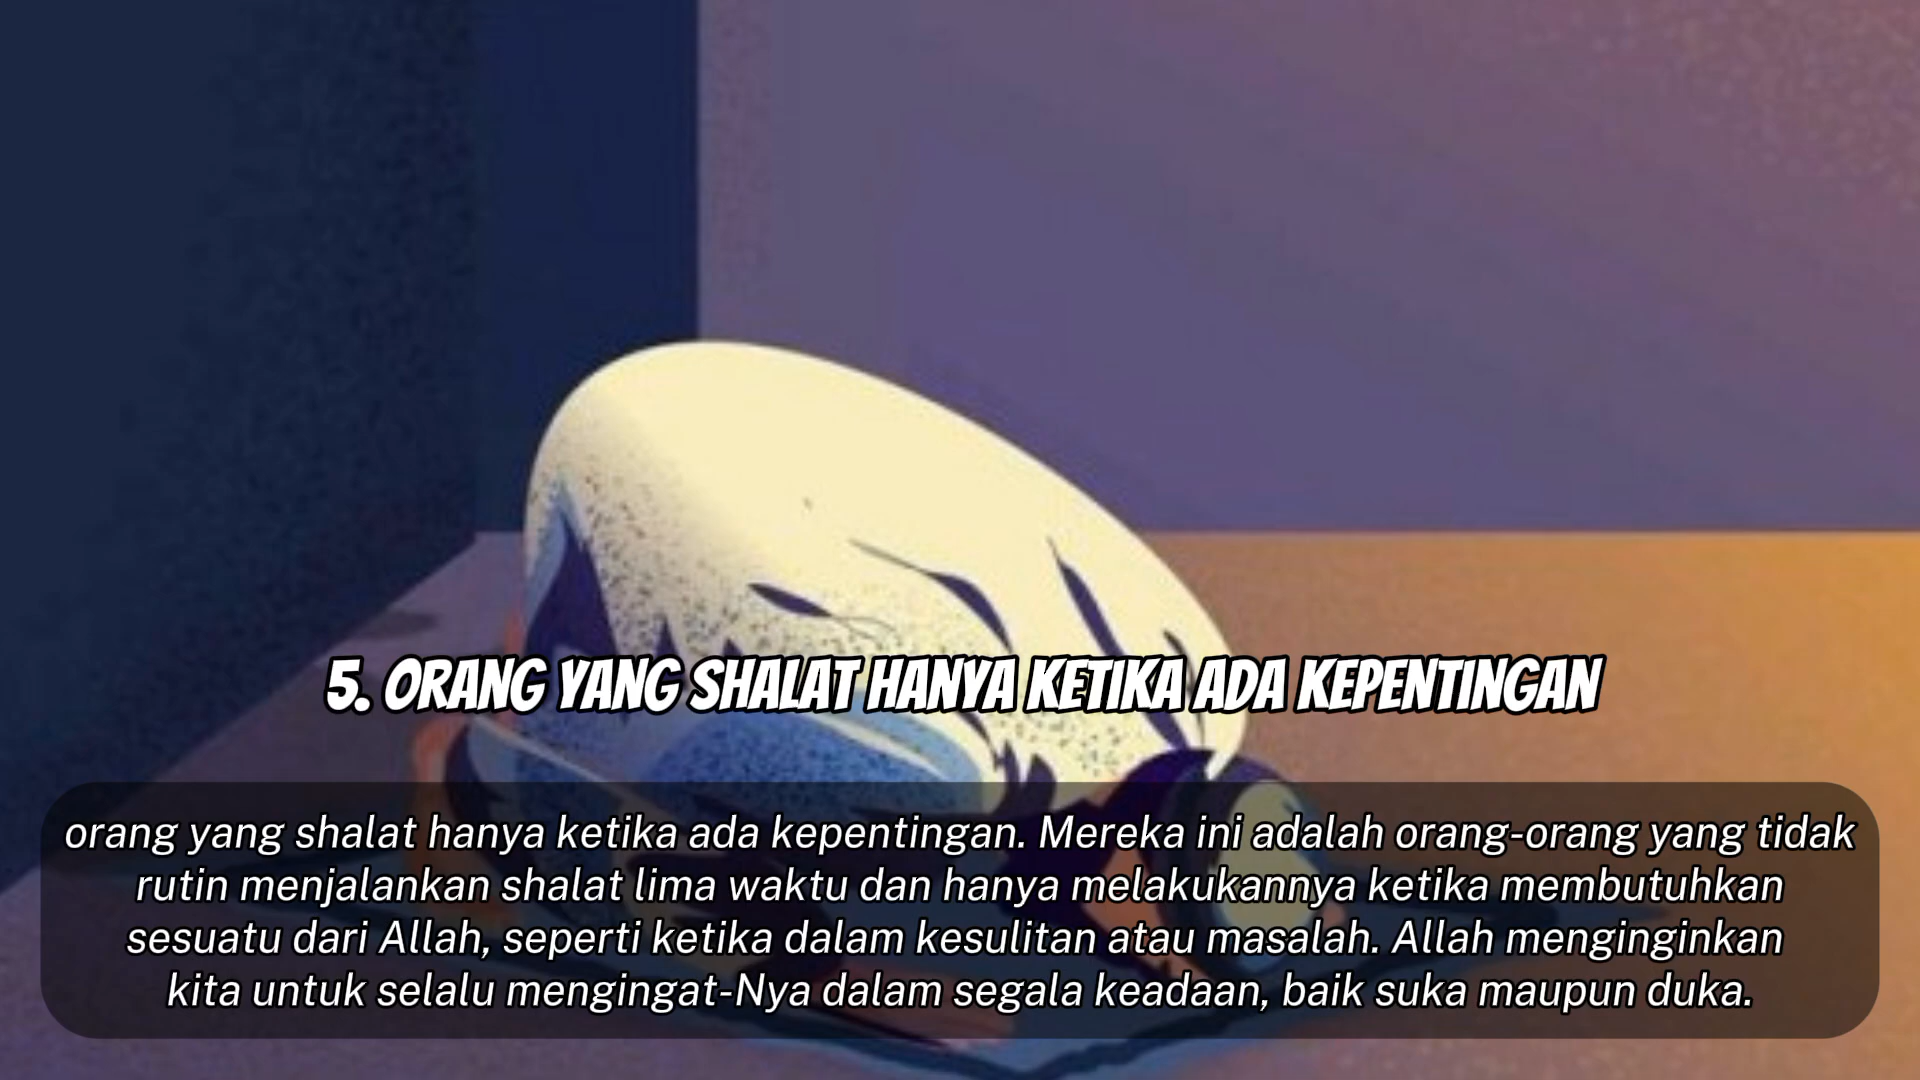 5. ORANG YANG SHALAT HANYA KETIKA ADA KEPENTINGAN
orang yang shalat hanya ketika ada kepentingan. Mereka ini adalah orang-orang yang tidak
rutin menjalankan shalat lima waktu dan hanya melakukannya ketika membutuhkan
sesuatu dari Allah, seperti ketika dalam kesulitan atau masalah. Allah menginginkan
kita untuk selalu mengingat-Nya dalam segala keadaan, baik suka maupun duka.